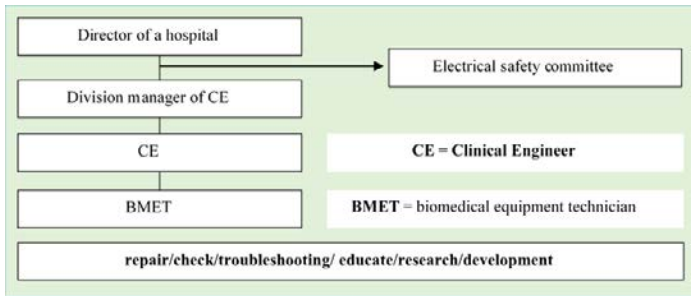 Director of a hospital
Electrical safety committee
Division manager of CE
CE
CE = Clinical Engineer
BMET
BMET = biomedical equipment technician
repair/check/troubleshooting/ educate/research/development